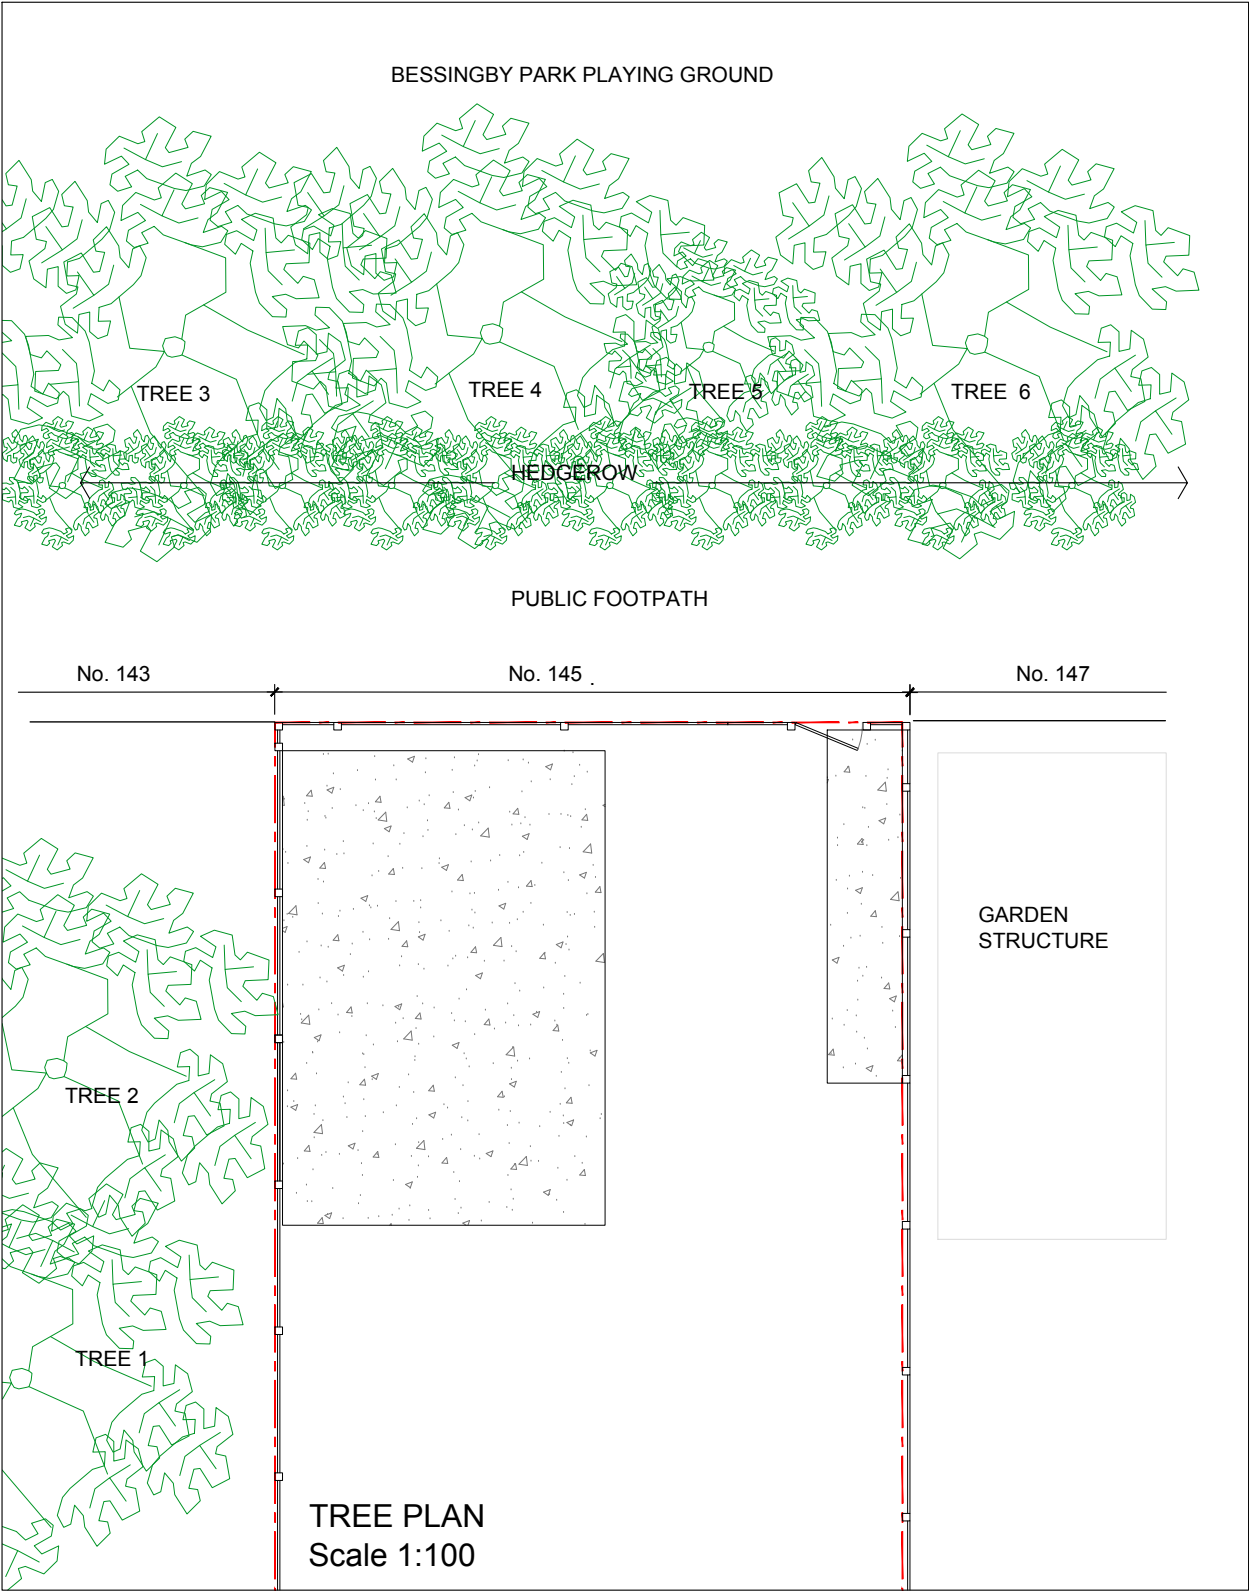 BESSINGBY PARK PLAYING GROUND
TREE 3
TREE 4
TREE 5
TREE 6
HEDGEROW
PUBLIC FOOTPATH
No. 143
No. 145
No. 147
GARDEN
STRUCTURE
TREE 2
TREE 1
TREE PLAN
Scale 1:100